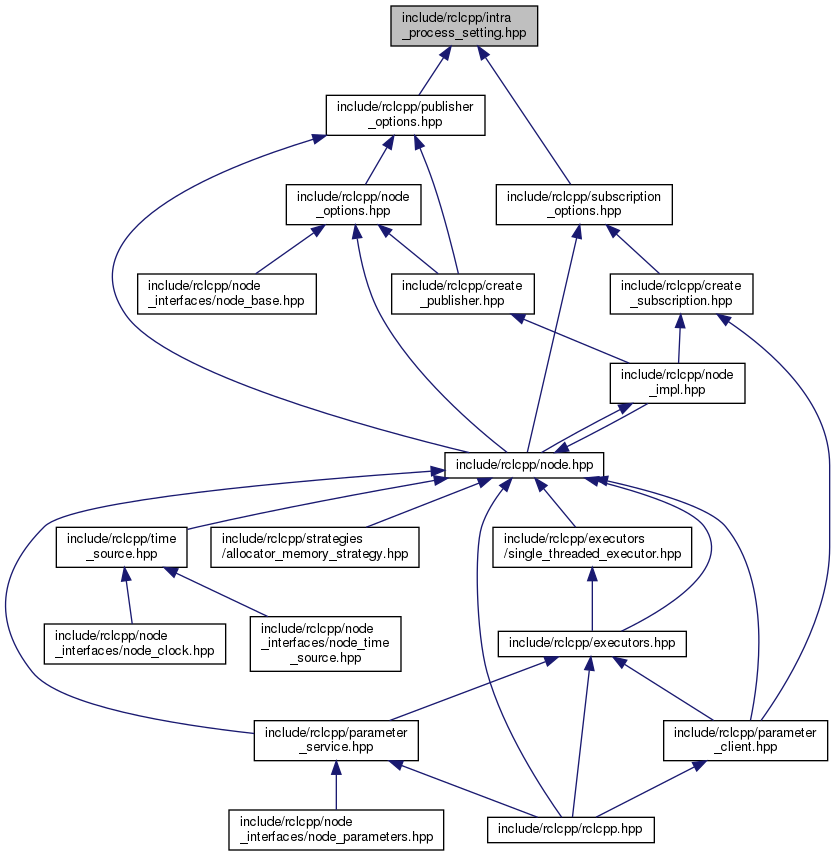 include/rclcpp/intra
_process_setting.hpp
include/rclcpp/publisher
_options.hpp
include/rclcpp/node
_options.hpp
include/rclcpp/subscription
_options.hpp
include/rclcpp/node
_interfaces/node_base.hpp
include/rclcpp/create
_publisher.hpp
include/rclcpp/create
_subscription.hpp
include/rclcpp/node
_impl.hpp
include/rclcpp/node.hpp
include/rclcpp/time
_source.hpp
include/rclcpp/strategies
/allocator_memory_strategy.hpp
include/rclcpp/executors
/single_threaded_executor.hpp
include/rclcpp/node
_interfaces/node_clock.hpp
include/rclcpp/node
_interfaces/node_time
_source.hpp
include/rclcpp/executors.hpp
include/rclcpp/parameter
_service.hpp
include/rclcpp/parameter
_client.hpp
include/rclcpp/node
_interfaces/node_parameters.hpp
include/rclcpp/rclcpp.hpp